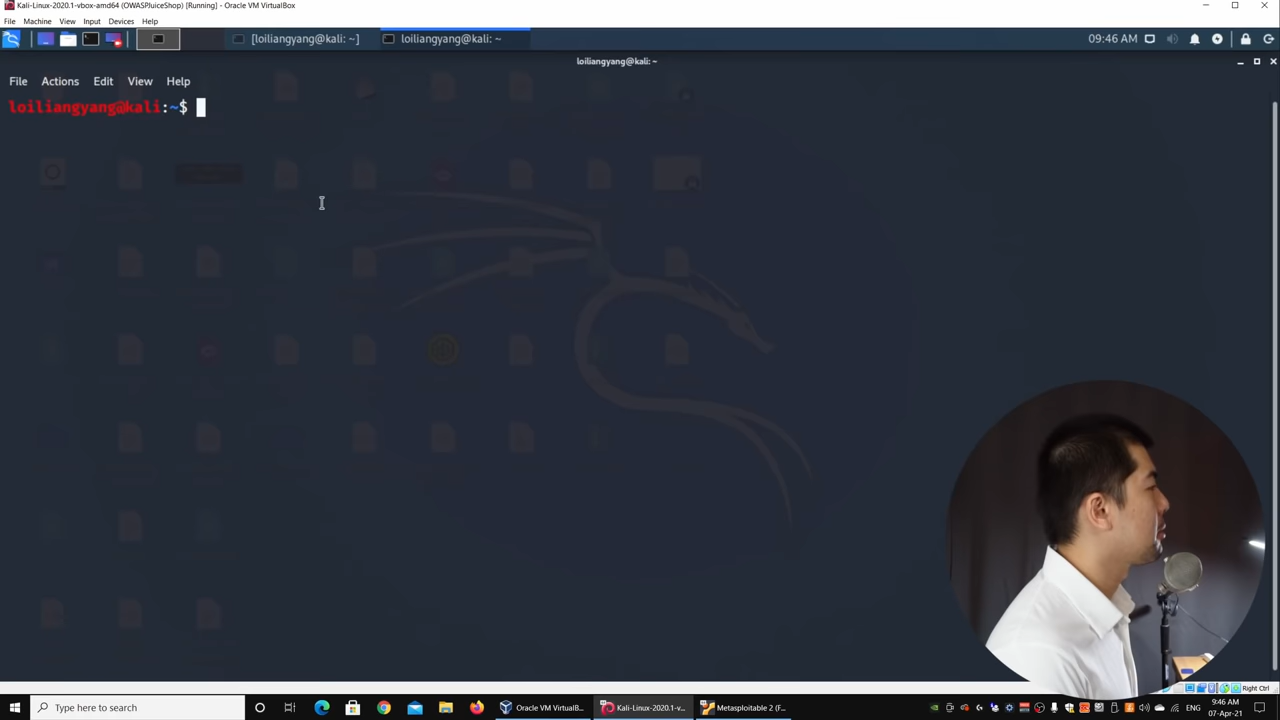 Kali-Linux-2020.1-vbox-amd64 (OWASPJuiceShop) [Running] - Oracle VM VirtualBox
File Machine View Input Devices Help
[loiliangyang@kali: ~] loiliangyang@kali: ~ 09:46 AM
loiliangyang@kali: ~
File Actions Edit View Help
loiliangyang@kali:~$
Right Ctrl
Type here to search
Oracle VM VirtualB...
Kali-Linux-2020.1-v...
Metasploitable 2 (F...
ENG
9:46 AM
07-Apr-21